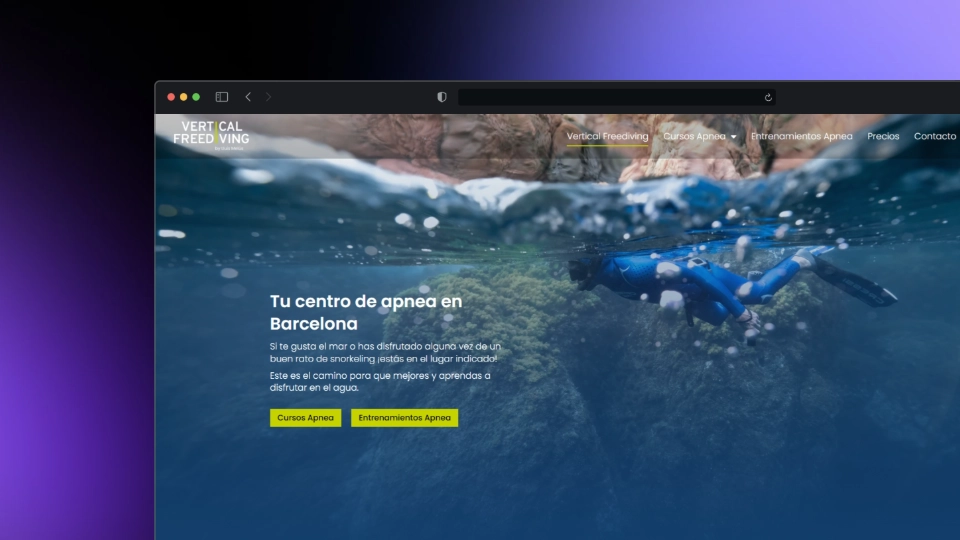 VERTICAL
FREEDIVING
Vertical Freediving
Cursos Apnea
Entrenamientos Apnea
Precios
Contacto
Tu centro de apnea en
Barcelona
Si te gusta el mar o has disfrutado alguna vez de un
buen rato de snorkeling ¡estás en el lugar indicado!
Este es el camino para que mejores y aprendas a
disfrutar en el agua.
Cursos Apnea
Entrenamientos Apnea